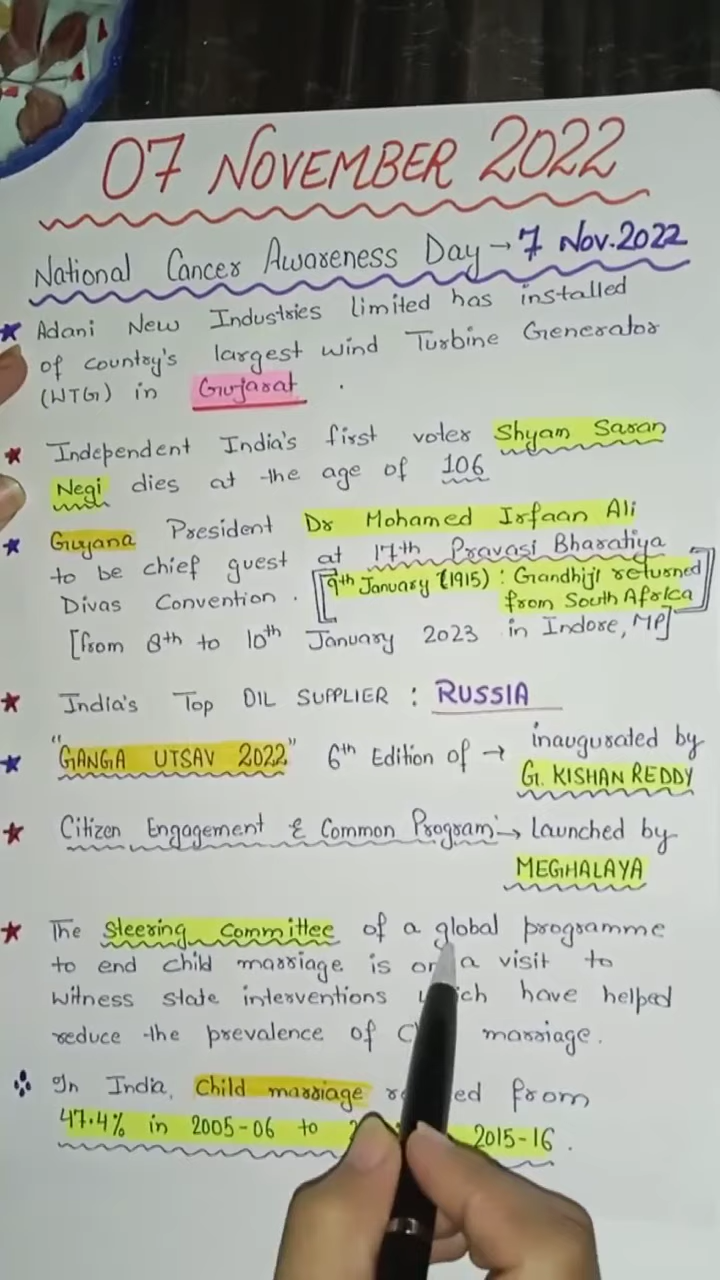 07 NOVEMBER 2022
National Cancer Awareness Day → 7 Nov. 2022
Adani New Industries limited has installed
of country's largest wind Turbine Generator
(WTG) in Gujarat .
Independent India's first voter Shyam Saran
Negi dies at the age of 106
Guyana President Dr Mohamed Irfaan Ali
to be chief guest at 17th Pravasi Bharatiya
Divas Convention . [9th January (1915) : Gandhiji returned
from South Africa]
[from 8th to 10th January 2023 in Indore, MP]
India's Top OIL SUPPLIER : RUSSIA
"GANGA UTSAV 2022" 6th Edition of → inaugurated by
G. KISHAN REDDY
Citizen Engagement & Common Program → Launched by
MEGHALAYA
The Steering Committee of a global programme
to end child marriage is on a visit to
witness state interventions which have helped
reduce the prevalence of marriage.
In India, Child marriage from
47.4% in 2005-06 to 2015-16 .